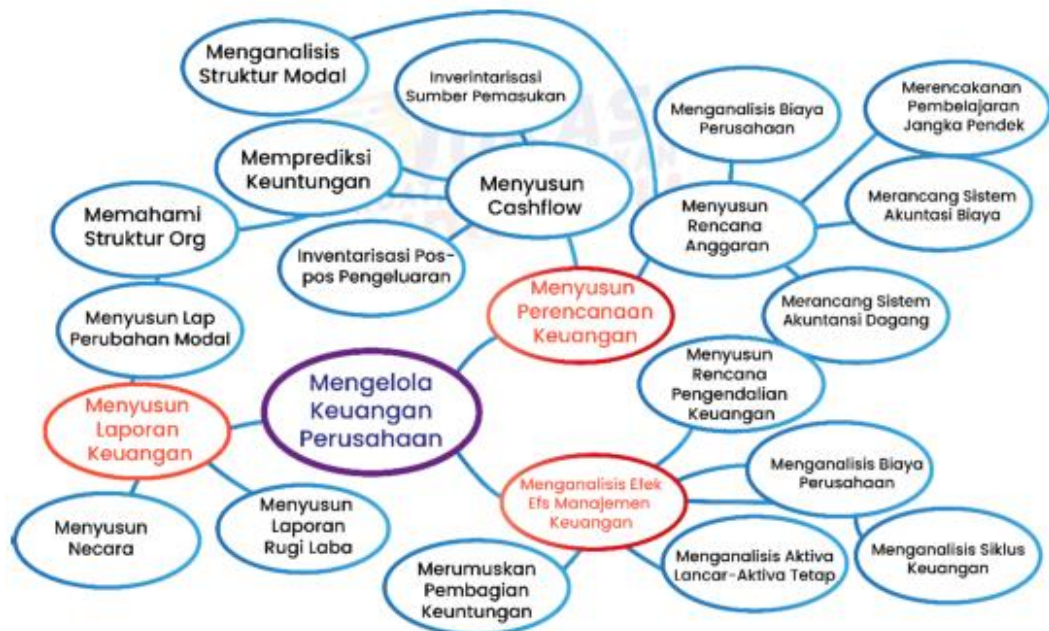 Menganalisis
Struktur Modal
Inverintarisasi
Sumber Pemasukan
Menganalisis Biaya
Perusahaan
Merencakanan
Pembelajaran
Jangka Pendek
Memprediksi
Keuntungan
Menyusun
Cashflow
Memahami
Struktur Org
Menyusun
Rencana
Anggaran
Merancang Sistem
Akuntasi Biaya
Inventarisasi Pos-
pos Pengeluaran
Menyusun
Perencanaan
Keuangan
Merancang Sistem
Akuntansi Dagang
Menyusun Lap
Perubahan Modal
Menyusun
Rencana
Pengendalian
Keuangan
Mengelola
Keuangan
Perusahaan
Menyusun
Laporan
Keuangan
Menganalisis Biaya
Perusahaan
Menganalisis Efek
Efs Manajemen
Keuangan
Menyusun
Necara
Menyusun
Laporan
Rugi Laba
Menganalisis Aktiva
Lancar-Aktiva Tetap
Menganalisis Siklus
Keuangan
Merumuskan
Pembagian
Keuntungan